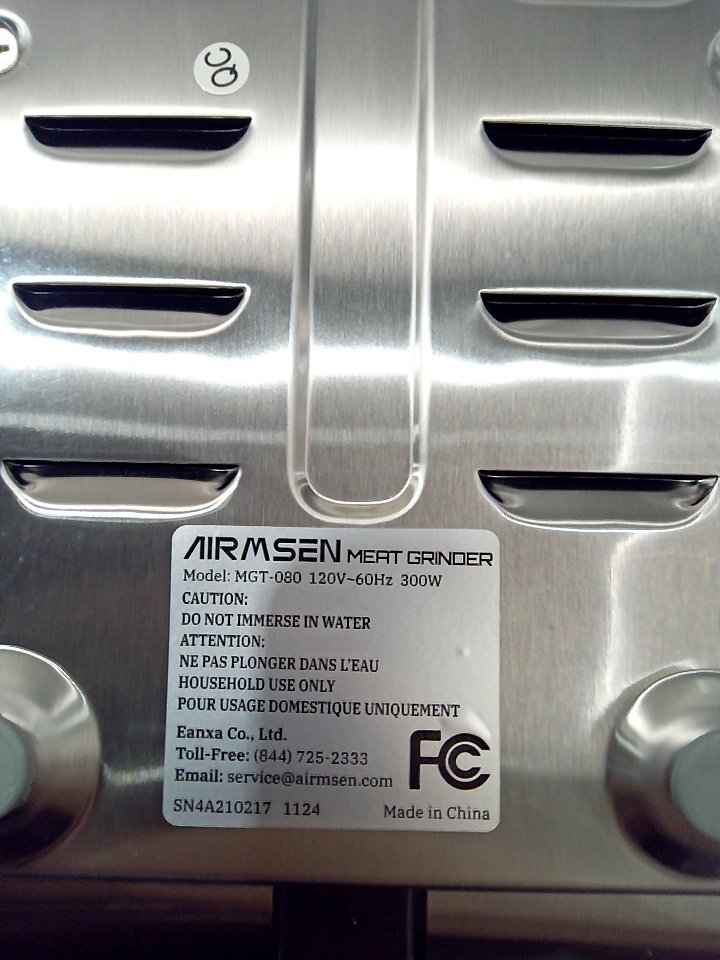 QC
AIRMSEN MEAT GRINDER
Model: MGT-080 120V~60Hz 300W
CAUTION:
DO NOT IMMERSE IN WATER
ATTENTION:
NE PAS PLONGER DANS L'EAU
HOUSEHOLD USE ONLY
POUR USAGE DOMESTIQUE UNIQUEMENT
Eanxa Co., Ltd.
Toll-Free: (844) 725-2333
Email: service@airmsen.com
FC
SN4A210217 1124 Made in China